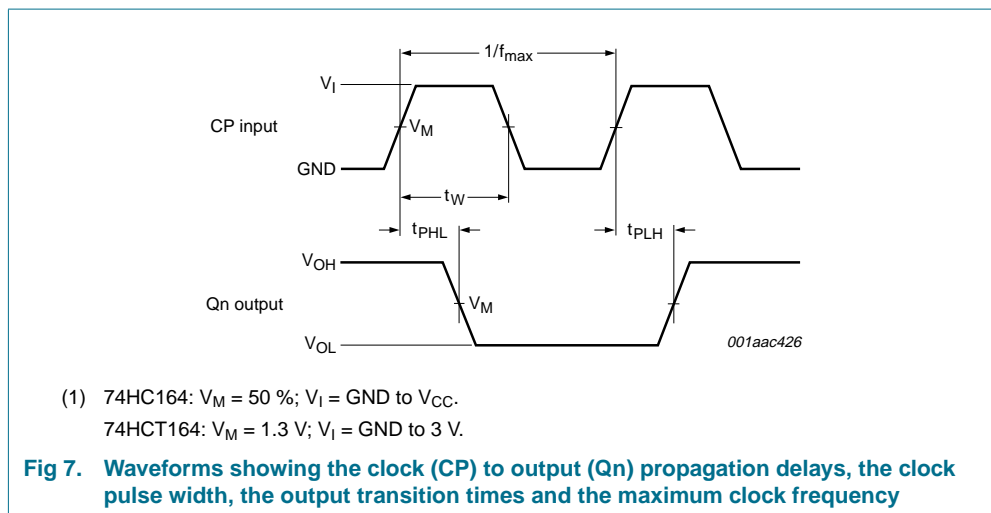 1/fmax
VI
CP input
VM
GND
tW
tPHL
tPLH
VOH
Qn output
VM
VOL
001aac426
(1) 74HC164: VM = 50 %; VI = GND to VCC.
74HCT164: VM = 1.3 V; VI = GND to 3 V.
Fig 7. Waveforms showing the clock (CP) to output (Qn) propagation delays, the clock
pulse width, the output transition times and the maximum clock frequency